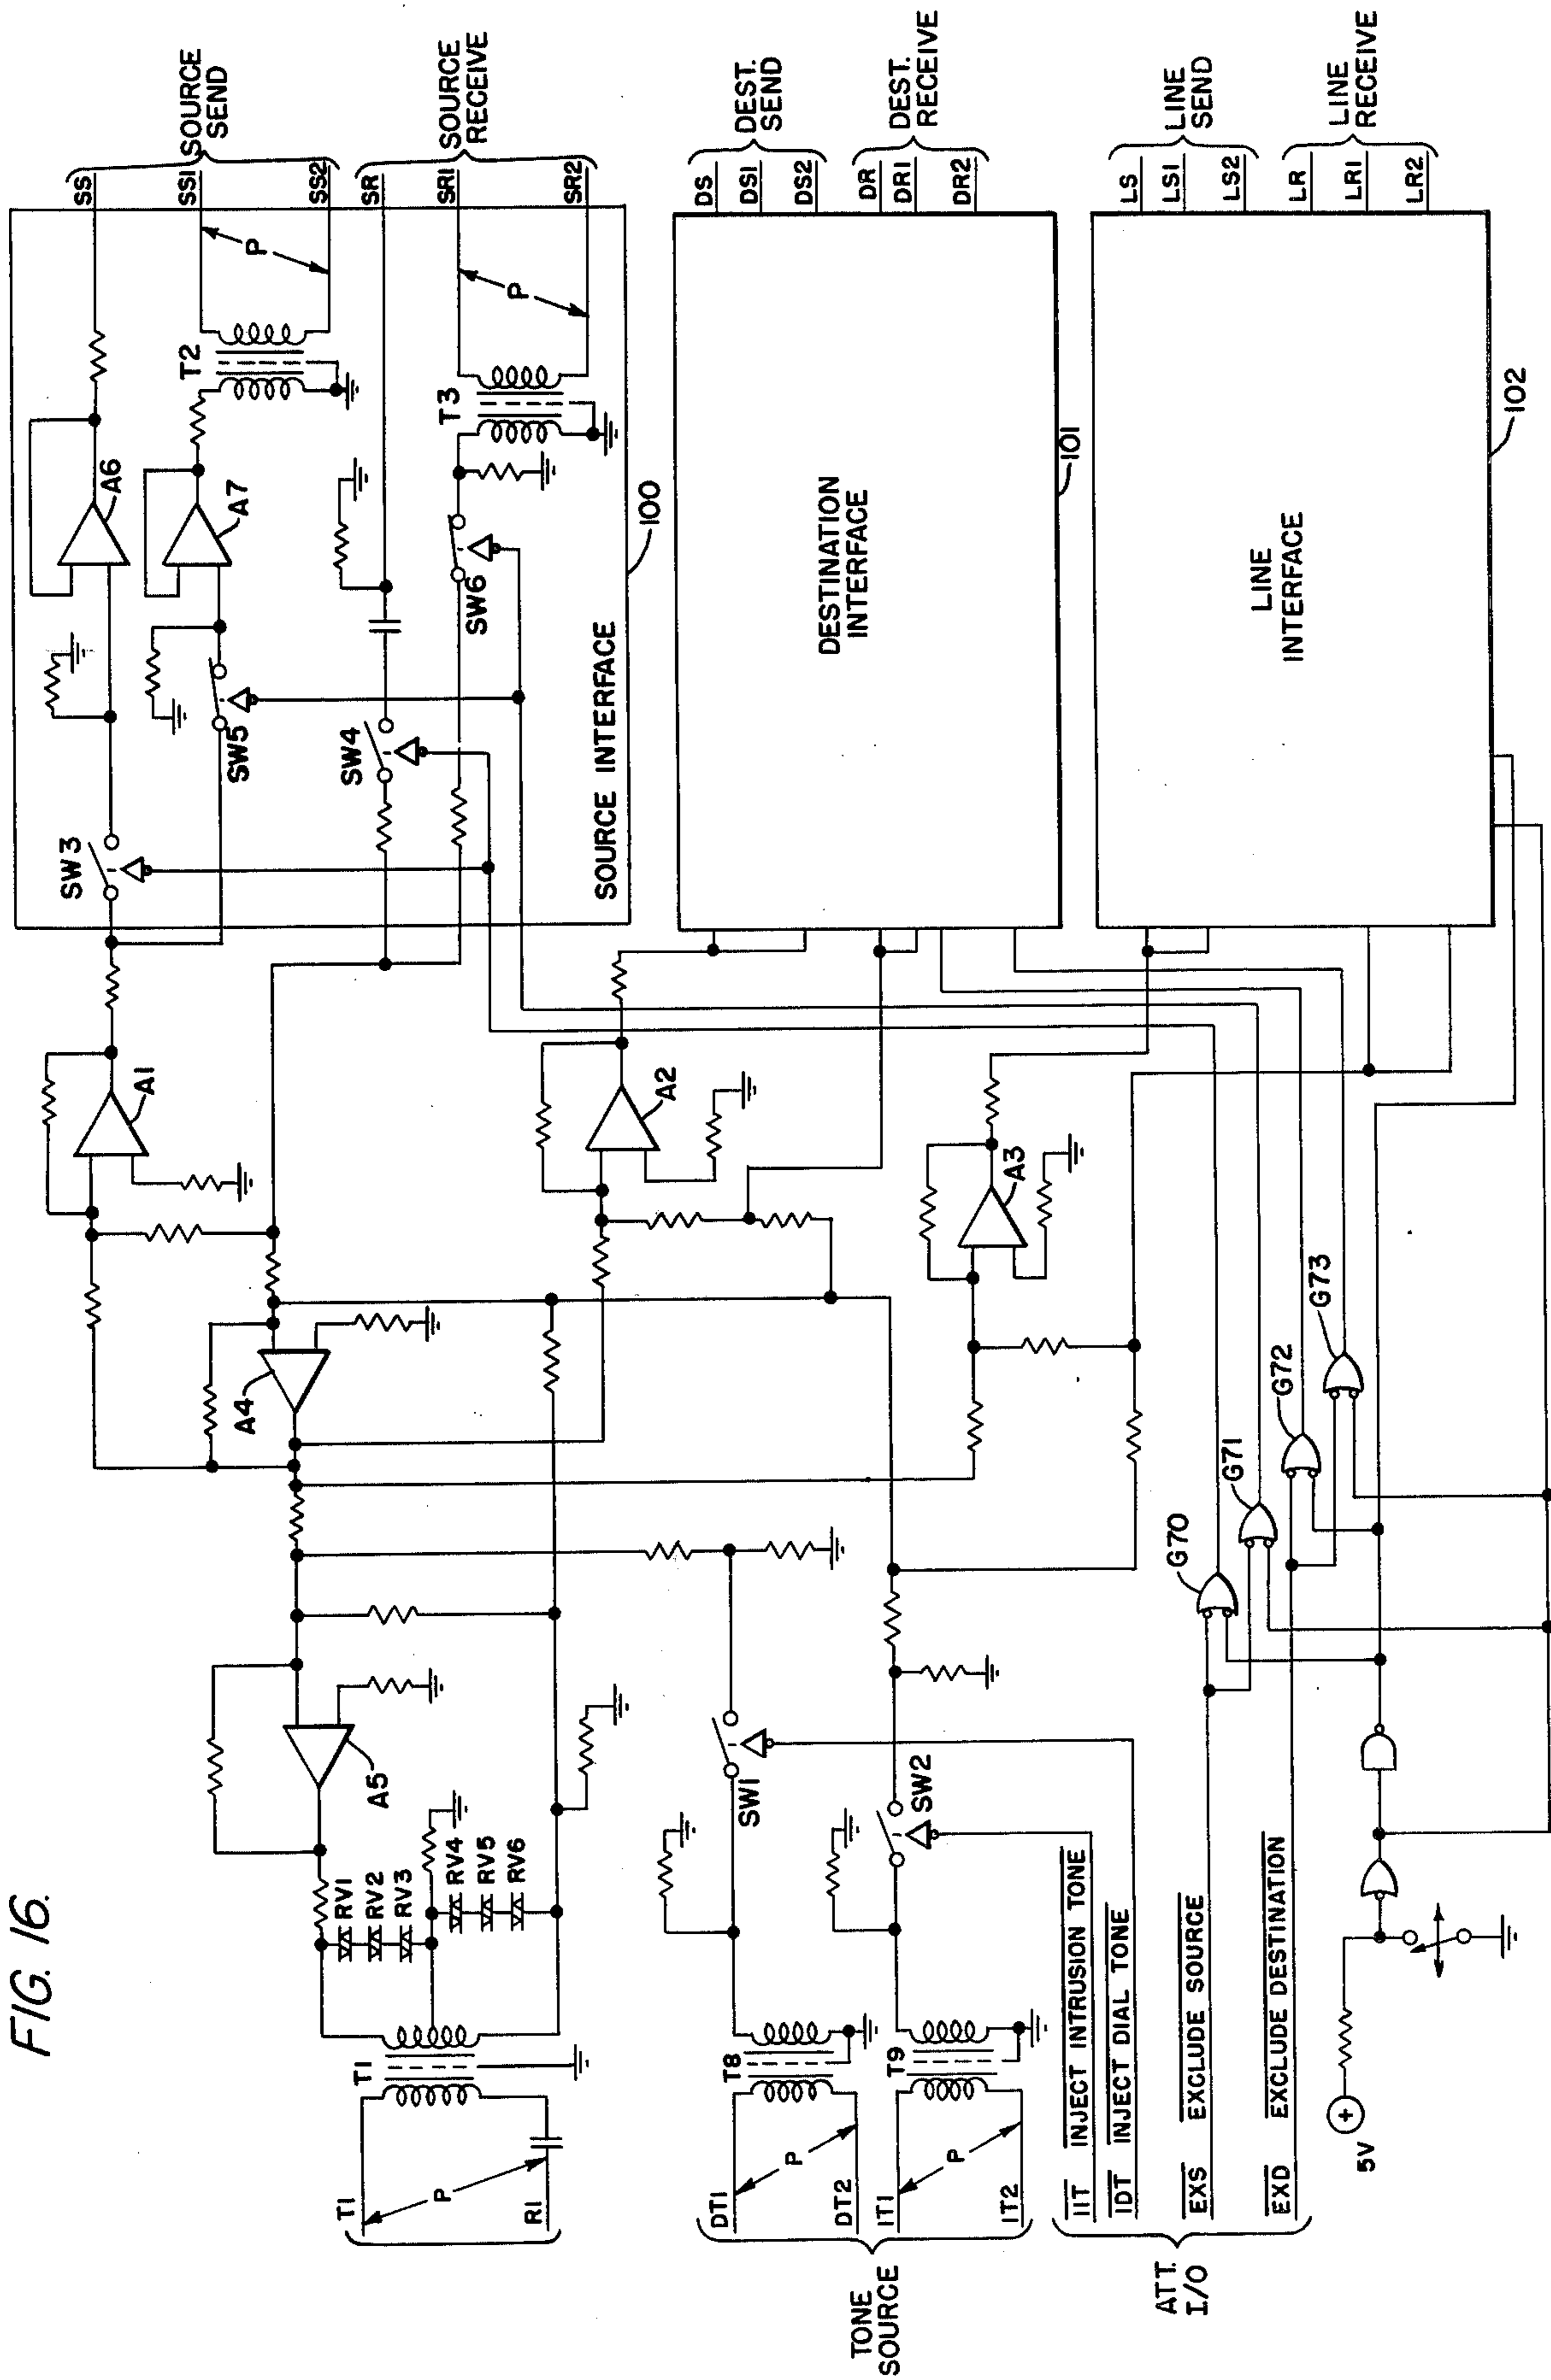 FIG. 16.
SOURCE
SEND
SS
SS1
SS2
SOURCE
RECEIVE
SR
SR1
SR2
P
P
T2
T3
A6
A7
SW3
SW5
SW4
SW6
SOURCE INTERFACE
100
DEST.
SEND
DS
DS1
DS2
DEST.
RECEIVE
DR
DR1
DR2
DESTINATION
INTERFACE
101
LINE
SEND
LS
LS1
LS2
LINE
RECEIVE
LR
LR1
LR2
LINE
INTERFACE
102
A1
A2
A3
A4
A5
G70
G71
G72
G73
RV1
RV2
RV3
RV4
RV5
RV6
T1
T1
R1
P
SW1
SW2
T8
T9
DT1
DT2
P
IT1
IT2
P
TONE
SOURCE
IIT INJECT INTRUSION TONE
IDT INJECT DIAL TONE
EXS EXCLUDE SOURCE
EXD EXCLUDE DESTINATION
ATT.
I/O
5V
+